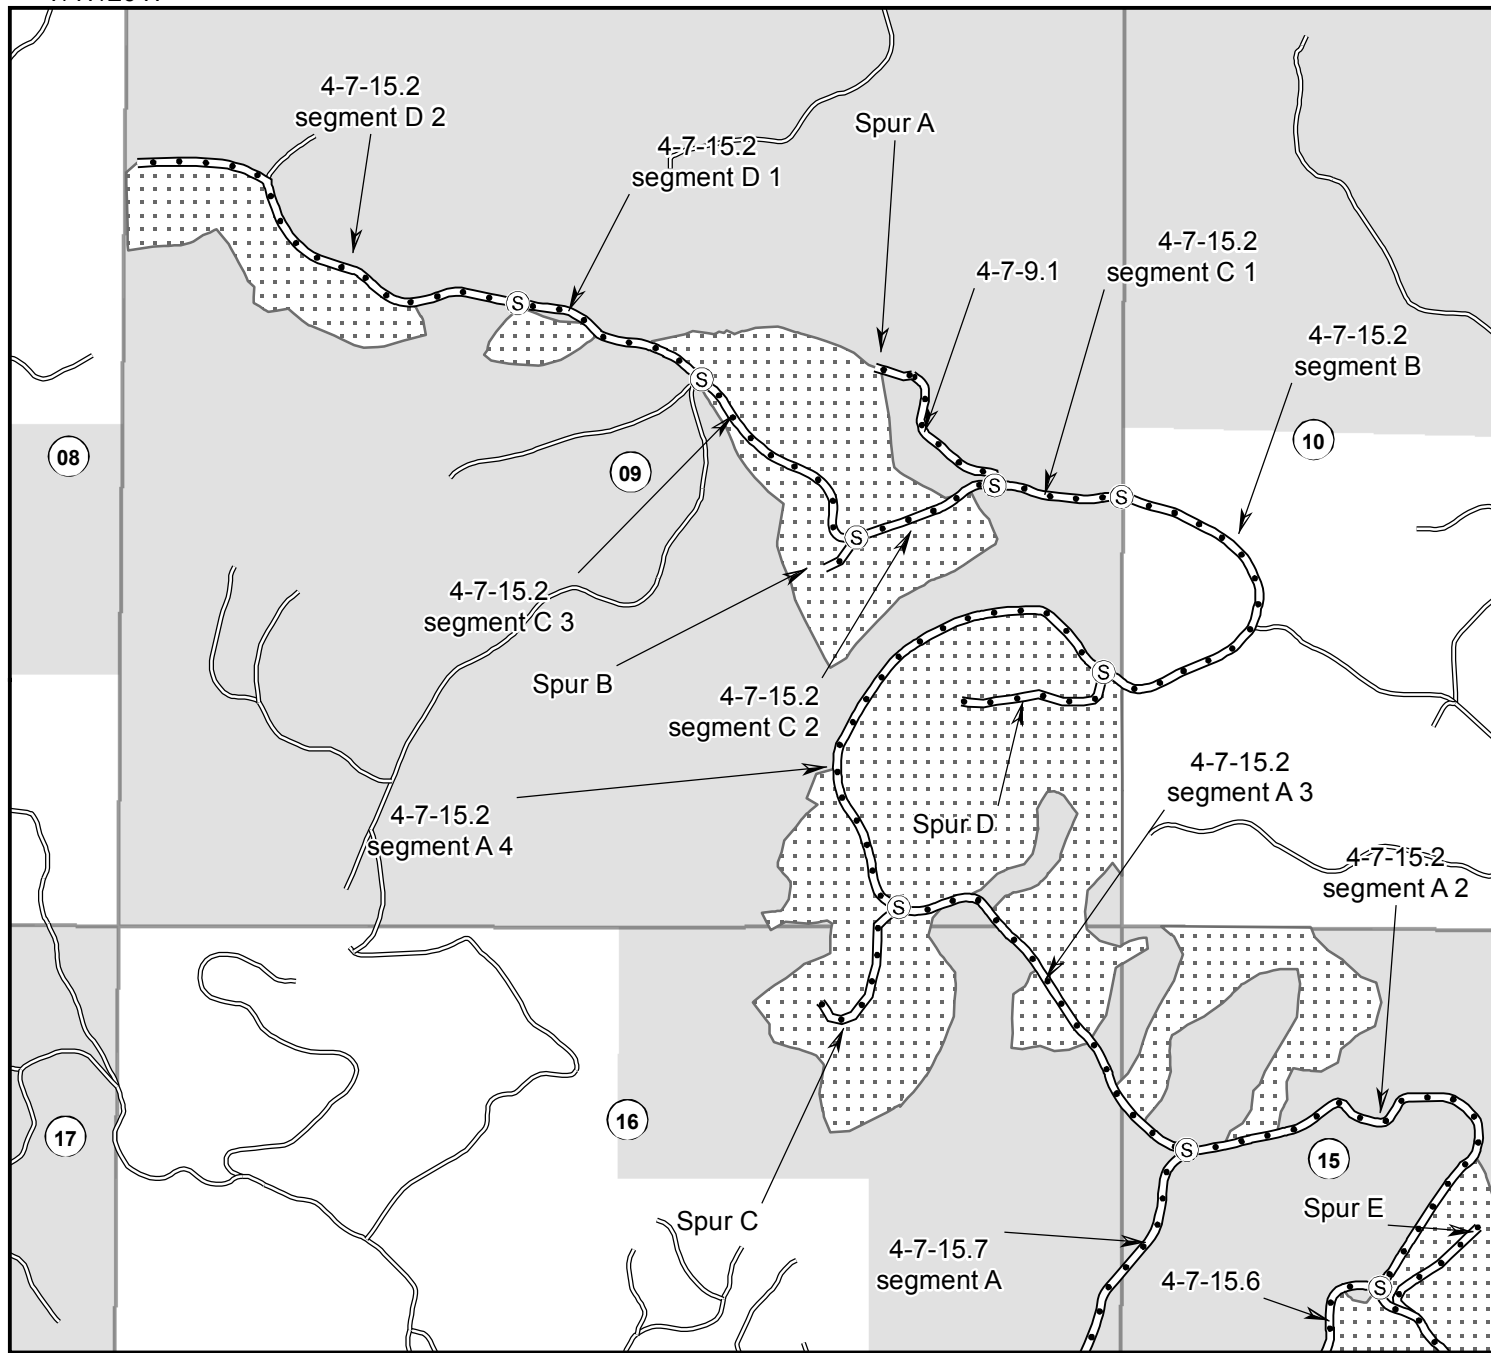 4-7-15.2
segment D 2
4-7-15.2
segment D 1
Spur A
4-7-9.1
4-7-15.2
segment C 1
4-7-15.2
segment B
S
S
08
09
10
S
S
S
4-7-15.2
segment C 3
Spur B
4-7-15.2
segment C 2
S
4-7-15.2
segment A 3
4-7-15.2
segment A 4
Spur D
4-7-15.2
segment A 2
S
17
16
S
15
Spur C
Spur E
4-7-15.7
segment A
4-7-15.6
S